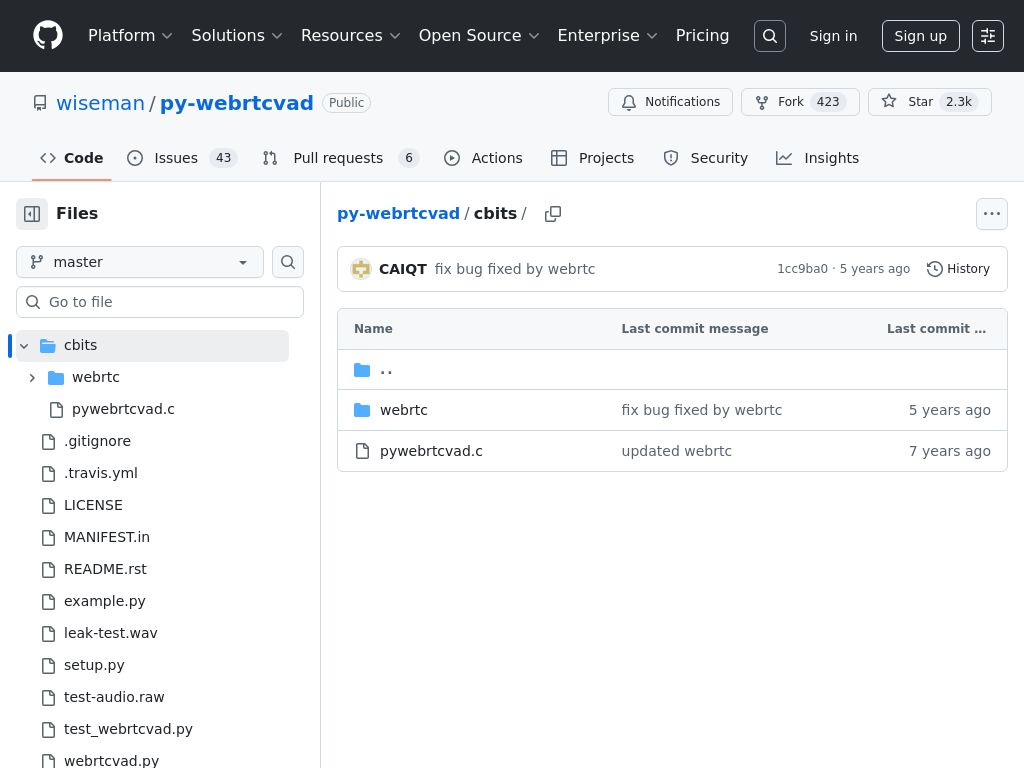 Platform Solutions Resources Open Source Enterprise Pricing Sign in Sign up
wiseman / py-webrtcvad Public Notifications Fork 423 Star 2.3k
Code Issues 43 Pull requests 6 Actions Projects Security Insights
Files
master
Go to file
cbits
webrtc
pywebrtcvad.c
.gitignore
.travis.yml
LICENSE
MANIFEST.in
README.rst
example.py
leak-test.wav
setup.py
test-audio.raw
test_webrtcvad.py
webrtcvad.py
py-webrtcvad / cbits /
CAIQT fix bug fixed by webrtc 1cc9ba0 · 5 years ago History
Name Last commit message Last commit ...
..
webrtc fix bug fixed by webrtc 5 years ago
pywebrtcvad.c updated webrtc 7 years ago